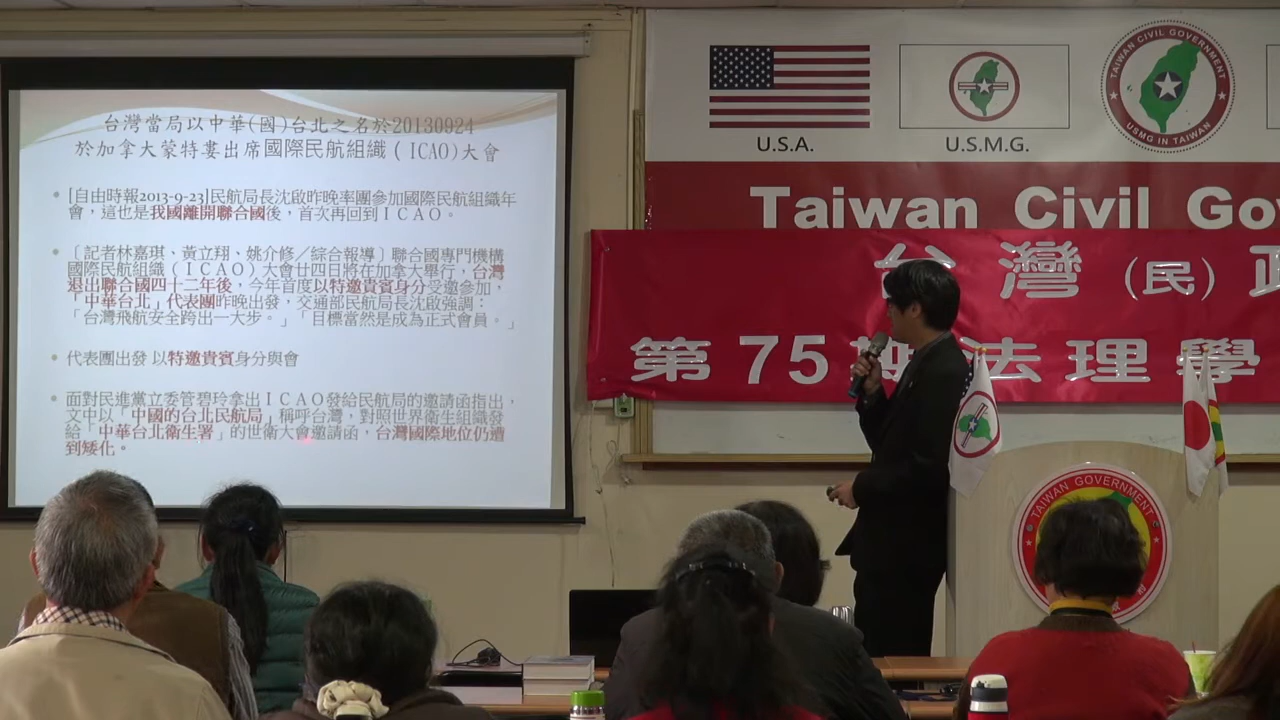 台灣當局以中華(國)台北之名於20130924
於加拿大蒙特婁出席國際民航組織（ICAO)大會
• [自由時報2013-9-23]民航局長沈啟昨晚率團參加國際民航組織年
會，這也是我國離開聯合國後，首次再回到ＩＣＡＯ。
• 〔記者林嘉琪、黃立翔、姚介修／綜合報導〕聯合國專門機構
國際民航組織（ＩＣＡＯ）大會廿四日將在加拿大舉行，台灣
退出聯合國四十二年後，今年首度以特邀貴賓身分受邀參加，
「中華台北」代表團昨晚出發，交通部民航局長沈啟強調：
「台灣飛航安全跨出一大步。」「目標當然是成為正式會員。」
• 代表團出發 以特邀貴賓身分與會
• 面對民進黨立委管碧玲拿出ＩＣＡＯ發給民航局的邀請函指出，
文中以「中國的台北民航局」稱呼台灣，對照世界衛生組織發
給「中華台北衛生署」的世衛大會邀請函，台灣國際地位仍遭
到矮化。
U.S.A.
U.S.M.G.
TAIWAN CIVIL GOVERNMENT
USMG IN TAIWAN
Taiwan Civil Go
台灣(民)政
第75期法理學
TAIWAN GOVERNMENT